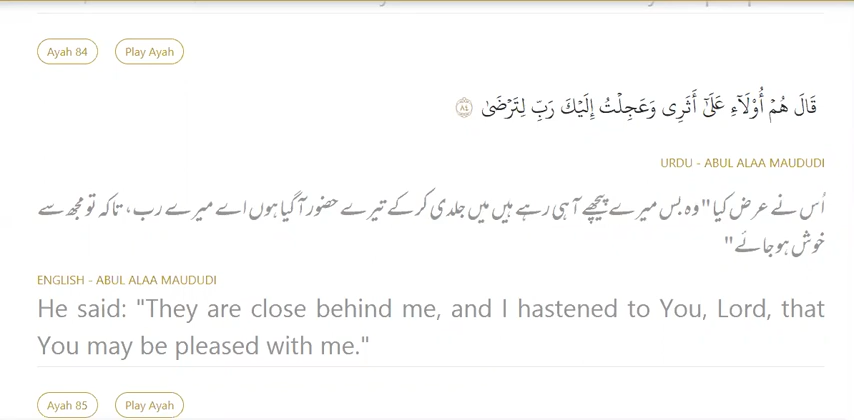 Ayah 84 Play Ayah
قَالَ هُمْ أُوْلَآءِ عَلَىٰٓ أَثَرِى وَعَجِلْتُ إِلَيْكَ رَبِّ لِتَرْضَىٰ ٨٤
URDU - ABUL ALAA MAUDUDI
اُس نے عرض کیا "وہ بس میرے پیچھے آ ہی رہے ہیں میں جلدی کر کے تیرے حضور آ گیا ہوں اے میرے رب، تاکہ تو مجھ سے
خوش ہو جائے"
ENGLISH - ABUL ALAA MAUDUDI
He said: "They are close behind me, and I hastened to You, Lord, that
You may be pleased with me."
Ayah 85 Play Ayah